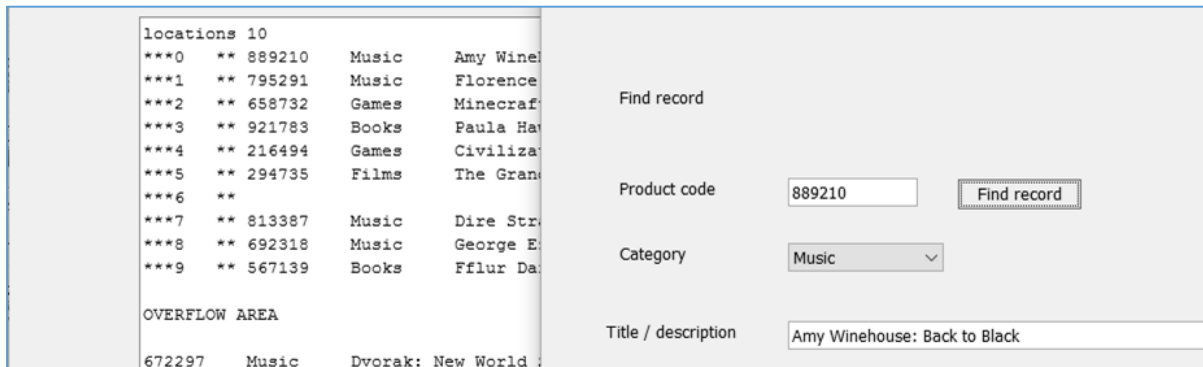 locations 10
***0 ** 889210 Music Amy Wine
***1 ** 795291 Music Florence
***2 ** 658732 Games Minecraf
***3 ** 921783 Books Paula Haw
***4 ** 216494 Games Civiliza
***5 ** 294735 Films The Gran
***6 **
***7 ** 813387 Music Dire Str
***8 ** 692318 Music George E
***9 ** 567139 Books Fflur Da
OVERFLOW AREA
672297 Music Dvorak: New World
Find record
Product code 889210 Find record
Category Music
Title / description Amy Winehouse: Back to Black